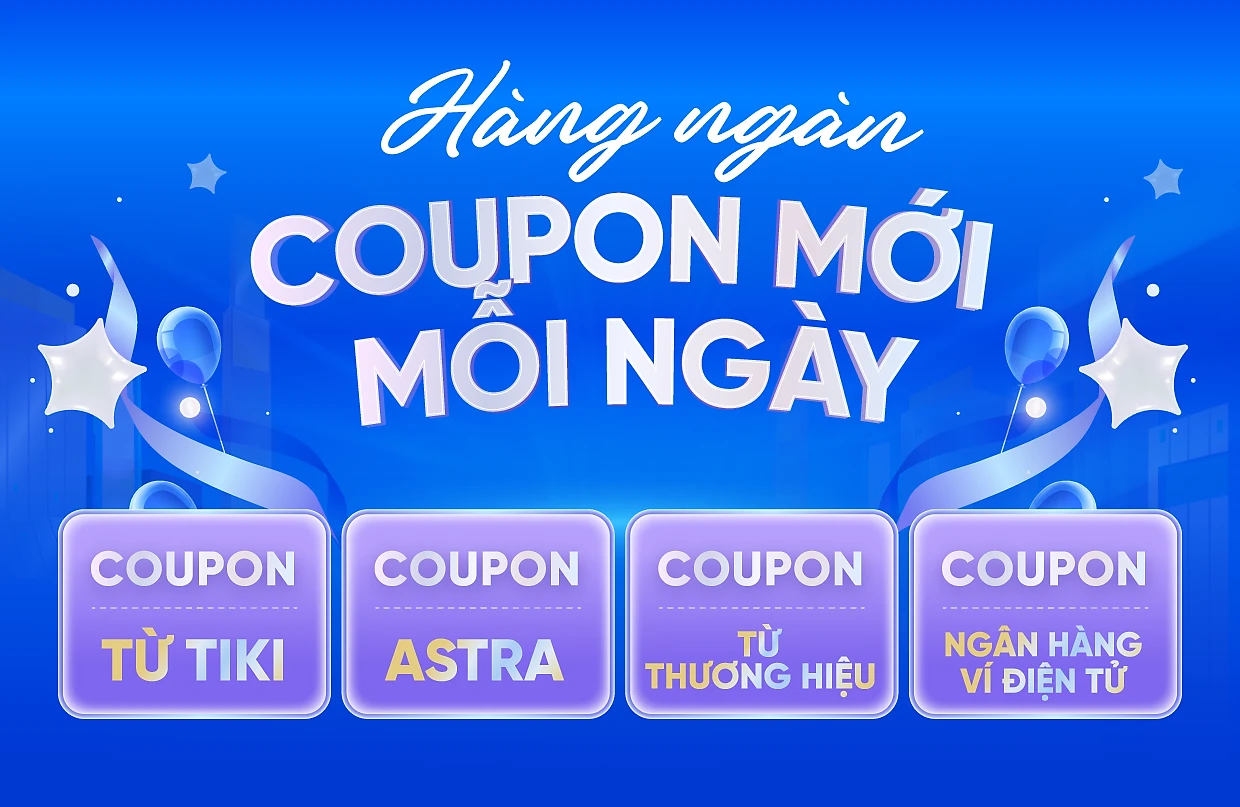 Hàng ngàn
COUPON MỚI
MỖI NGÀY
COUPON
TỪ TIKI
COUPON
ASTRA
COUPON
TỪ
THƯƠNG HIỆU
COUPON
NGÂN HÀNG
VÍ ĐIỆN TỬ